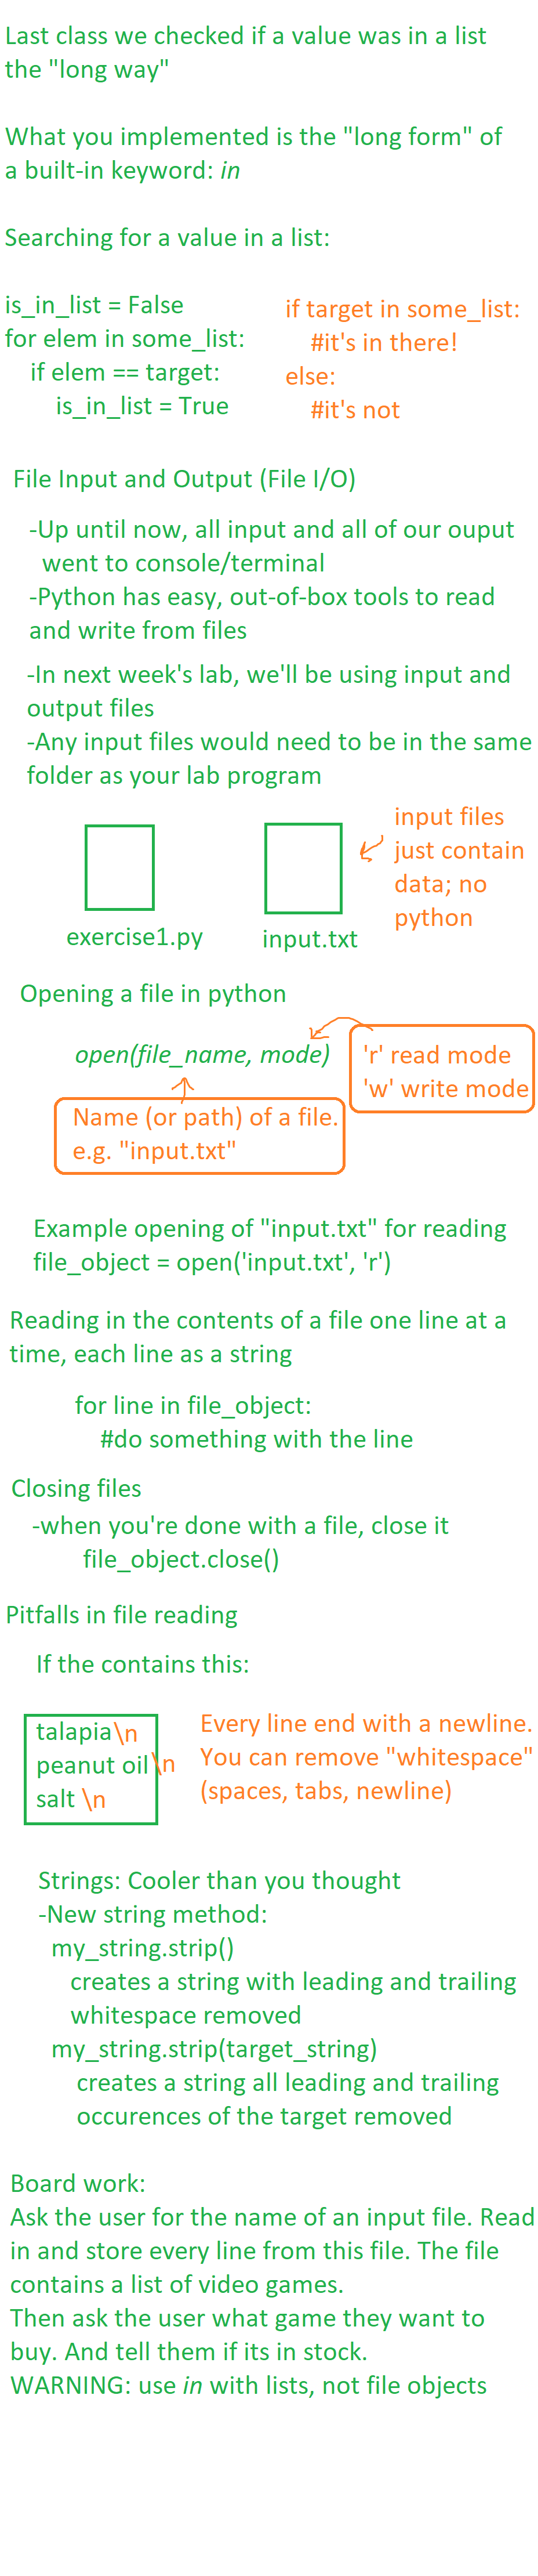 Last class we checked if a value was in a list
the "long way"
What you implemented is the "long form" of
a built-in keyword: in
Searching for a value in a list:
is_in_list = False
for elem in some_list:
if elem == target:
is_in_list = True
if target in some_list:
#it's in there!
else:
#it's not
File Input and Output (File I/O)
-Up until now, all input and all of our ouput
went to console/terminal
-Python has easy, out-of-box tools to read
and write from files
-In next week's lab, we'll be using input and
output files
-Any input files would need to be in the same
folder as your lab program
input files
just contain
data; no
python
exercise1.py
input.txt
Opening a file in python
open(file_name, mode)
'r' read mode
'w' write mode
Name (or path) of a file.
e.g. "input.txt"
Example opening of "input.txt" for reading
file_object = open('input.txt', 'r')
Reading in the contents of a file one line at a
time, each line as a string
for line in file_object:
#do something with the line
Closing files
-when you're done with a file, close it
file_object.close()
Pitfalls in file reading
If the contains this:
talapia\n
peanut oil\n
salt \n
Every line end with a newline.
You can remove "whitespace"
(spaces, tabs, newline)
Strings: Cooler than you thought
-New string method:
my_string.strip()
creates a string with leading and trailing
whitespace removed
my_string.strip(target_string)
creates a string all leading and trailing
occurences of the target removed
Board work:
Ask the user for the name of an input file. Read
in and store every line from this file. The file
contains a list of video games.
Then ask the user what game they want to
buy. And tell them if its in stock.
WARNING: use in with lists, not file objects